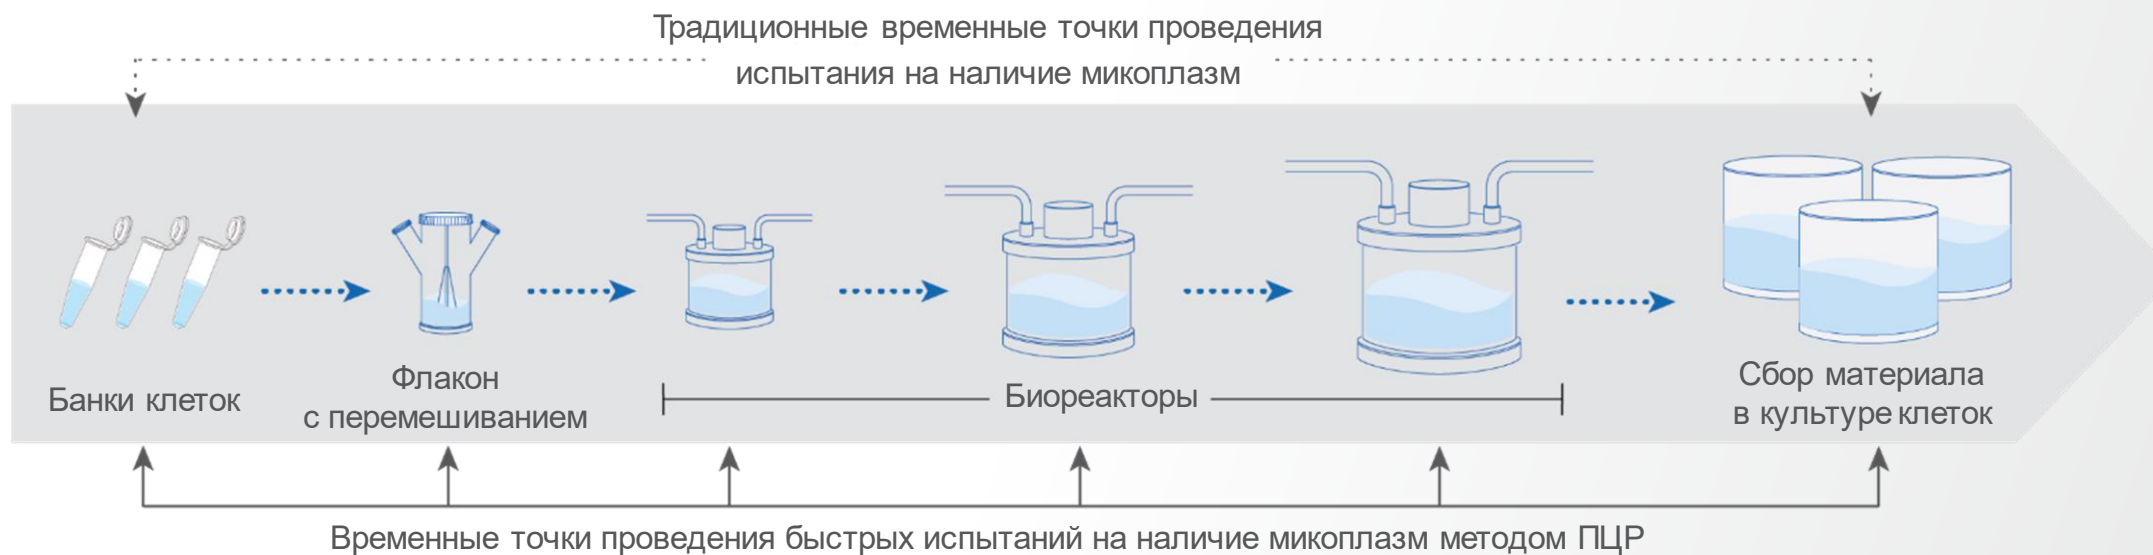 Традиционные временные точки проведения
испытания на наличие микоплазм
Банки клеток
Флакон
с перемешиванием
Биореакторы
Сбор материала
в культуре клеток
Временные точки проведения быстрых испытаний на наличие микоплазм методом ПЦР